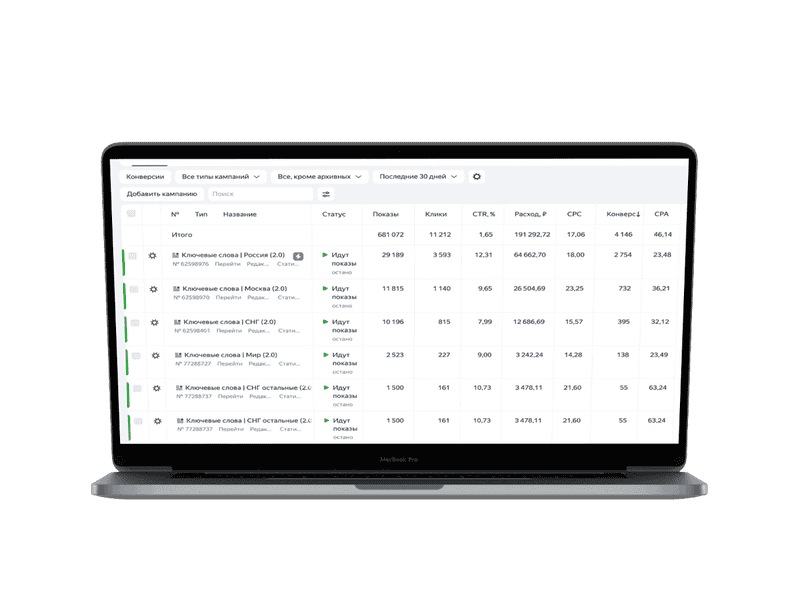 Конверсии Все типы кампаний Все, кроме архивных Последние 30 дней
Добавить кампанию Поиск
№ Тип Название Статус Показы Клики CTR, % Расход, ₽ CPC Конверс↓ CPA
Итого 681 072 11 212 1,65 191 292,72 17,06 4 146 46,14
Ключевые слова | Россия (2.0) Идут показы 29 189 3 593 12,31 64 662,70 18,00 2 754 23,48
№ 62598976 Перейти Редак... Стати... остано
Ключевые слова | Москва (2.0) Идут показы 11 815 1 140 9,65 26 504,69 23,25 732 36,21
№ 62598970 Перейти Редак... Стати... остано
Ключевые слова | СНГ (2.0) Идут показы 10 196 815 7,99 12 686,69 15,57 395 32,12
№ 62598461 Перейти Редак... Стати... остано
Ключевые слова | Мир (2.0) Идут показы 2 523 227 9,00 3 242,24 14,28 138 23,49
№ 77288727 Перейти Редак... Стати... остано
Ключевые слова | СНГ остальные (2.0 Идут показы 1 500 161 10,73 3 478,11 21,60 55 63,24
№ 77288737 Перейти Редак... Стати... остано
Ключевые слова | СНГ остальные (2.0 Идут показы 1 500 161 10,73 3 478,11 21,60 55 63,24
№ 77288737 Перейти Редак... Стати... остано
MacBook Pro